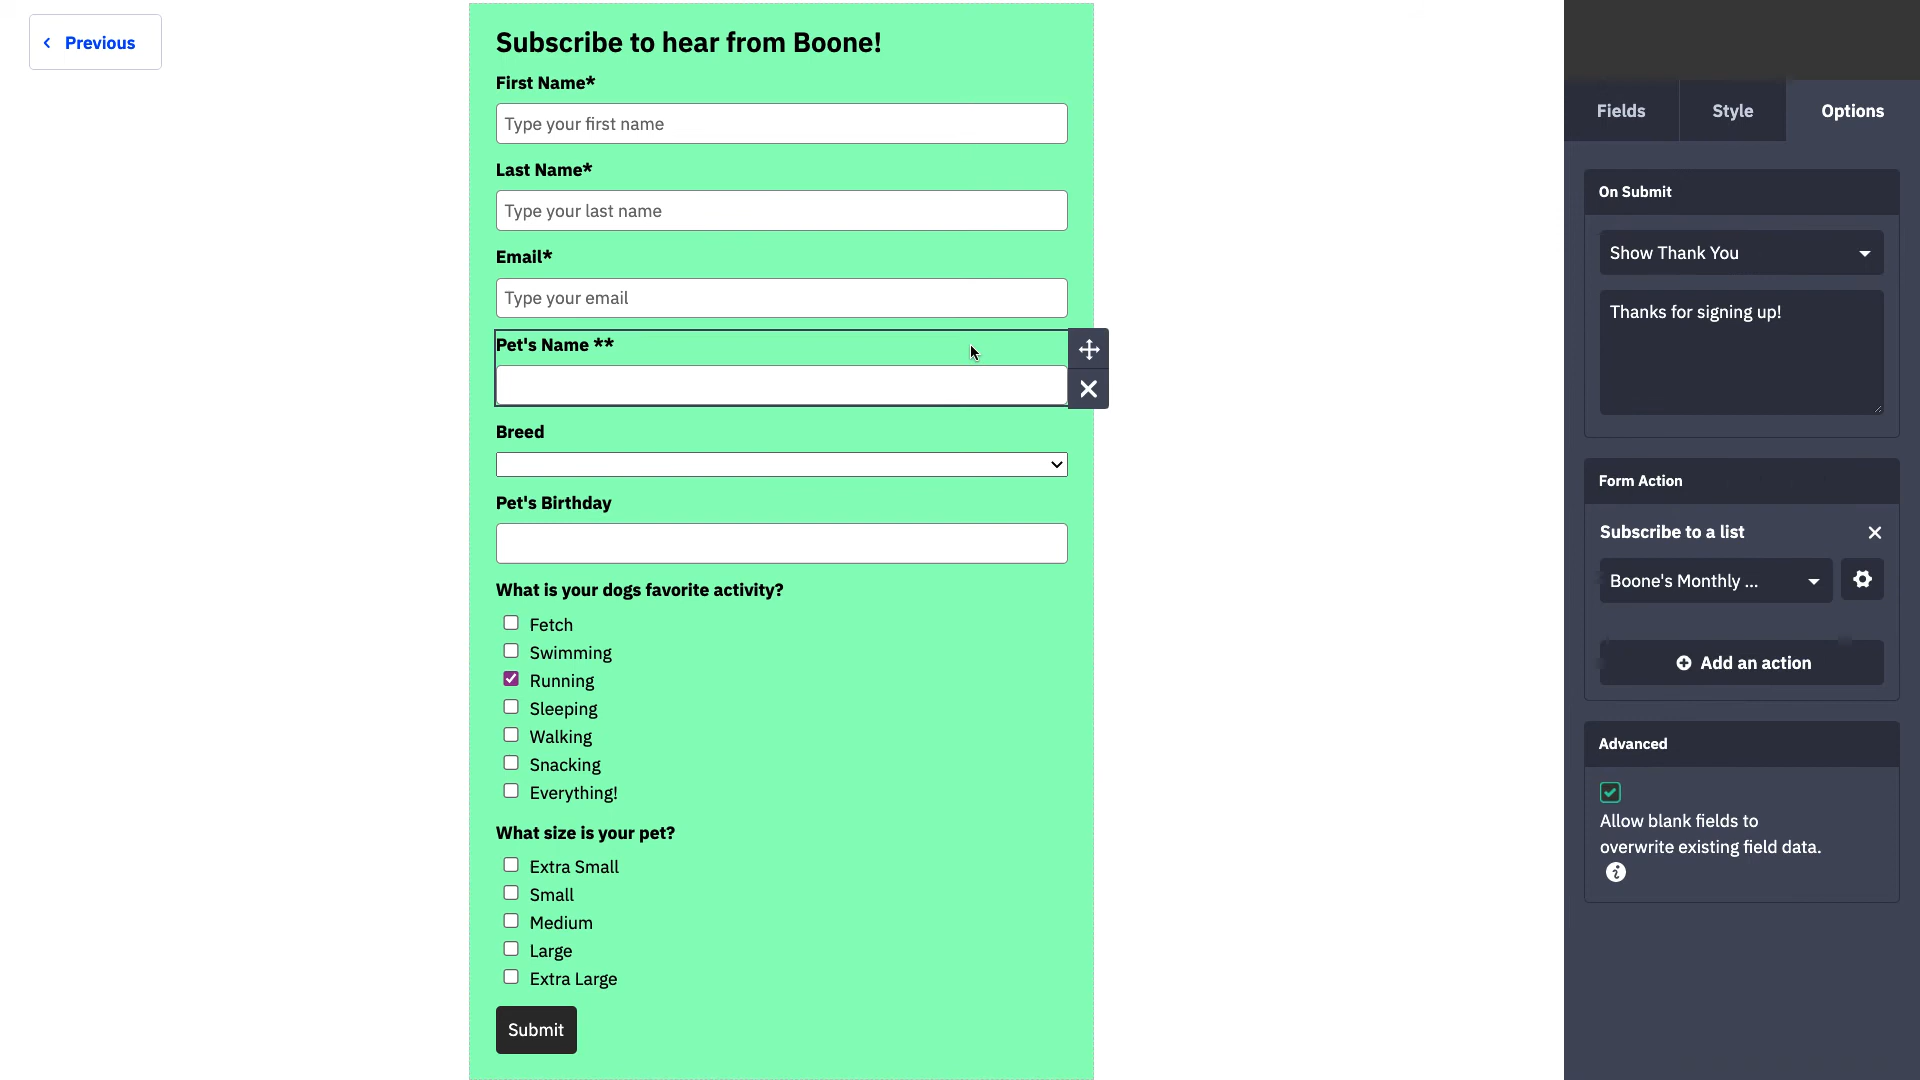 Previous
Subscribe to hear from Boone!
First Name*
Type your first name
Last Name*
Type your last name
Email*
Type your email
Pet's Name **
Breed
Pet's Birthday
What is your dogs favorite activity?
Fetch
Swimming
Running
Sleeping
Walking
Snacking
Everything!
What size is your pet?
Extra Small
Small
Medium
Large
Extra Large
Submit
Fields
Style
Options
On Submit
Show Thank You
Thanks for signing up!
Form Action
Subscribe to a list
Boone's Monthly ...
Add an action
Advanced
Allow blank fields to
overwrite existing field data.